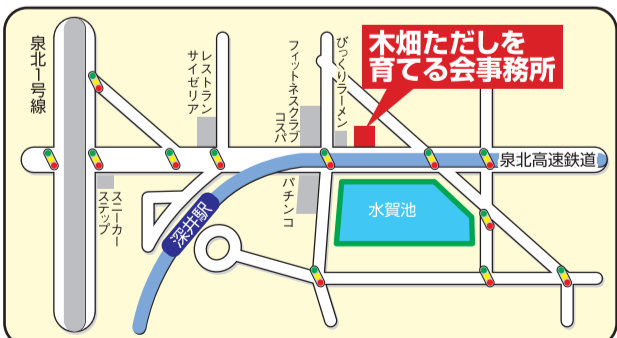 泉北1号線
レストラン
サイゼリア
フィットネスクラブ
コスパ
びっくりラーメン
木畑ただしを
育てる会事務所
泉北高速鉄道
スニーカー
ステップ
深井駅
パチンコ
水賀池